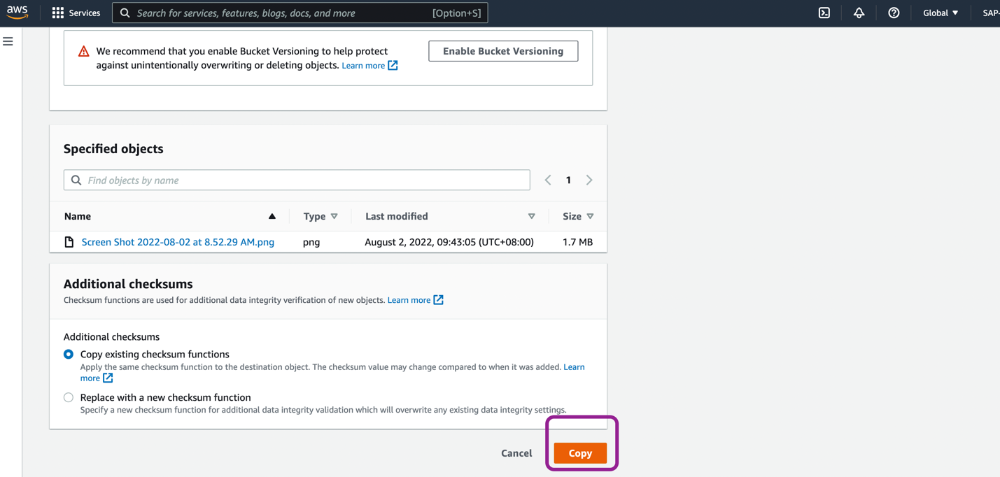 aws Services Search for services, features, blogs, docs, and more [Option+S] Global SAP-
We recommend that you enable Bucket Versioning to help protect
against unintentionally overwriting or deleting objects. Learn more
Enable Bucket Versioning
Specified objects
Find objects by name 1
Name Type Last modified Size
Screen Shot 2022-08-02 at 8.52.29 AM.png png August 2, 2022, 09:43:05 (UTC+08:00) 1.7 MB
Additional checksums
Checksum functions are used for additional data integrity verification of new objects. Learn more
Additional checksums
Copy existing checksum functions
Apply the same checksum function to the destination object. The checksum value may change compared to when it was added. Learn
more
Replace with a new checksum function
Specify a new checksum function for additional data integrity validation which will overwrite any existing data integrity settings.
Cancel Copy